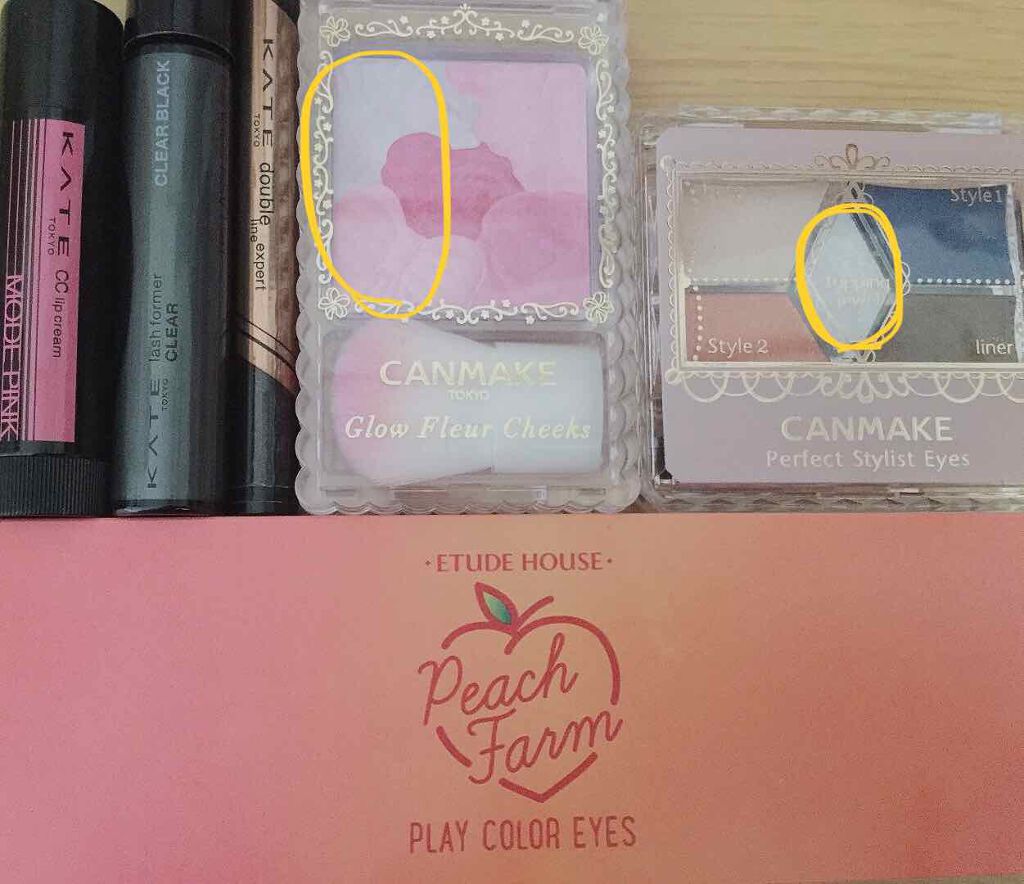 KATE
TOKYO
CC lip cream
MODE PINK
CLEAR BLACK
KATE
TOKYO
lash former
CLEAR
KATE
TOKYO
double
line expert
CANMAKE
TOKYO
Glow Fleur Cheeks
Style1
Style 2
liner
CANMAKE
Perfect Stylist Eyes
·ETUDE HOUSE·
Peach
Farm
PLAY COLOR EYES